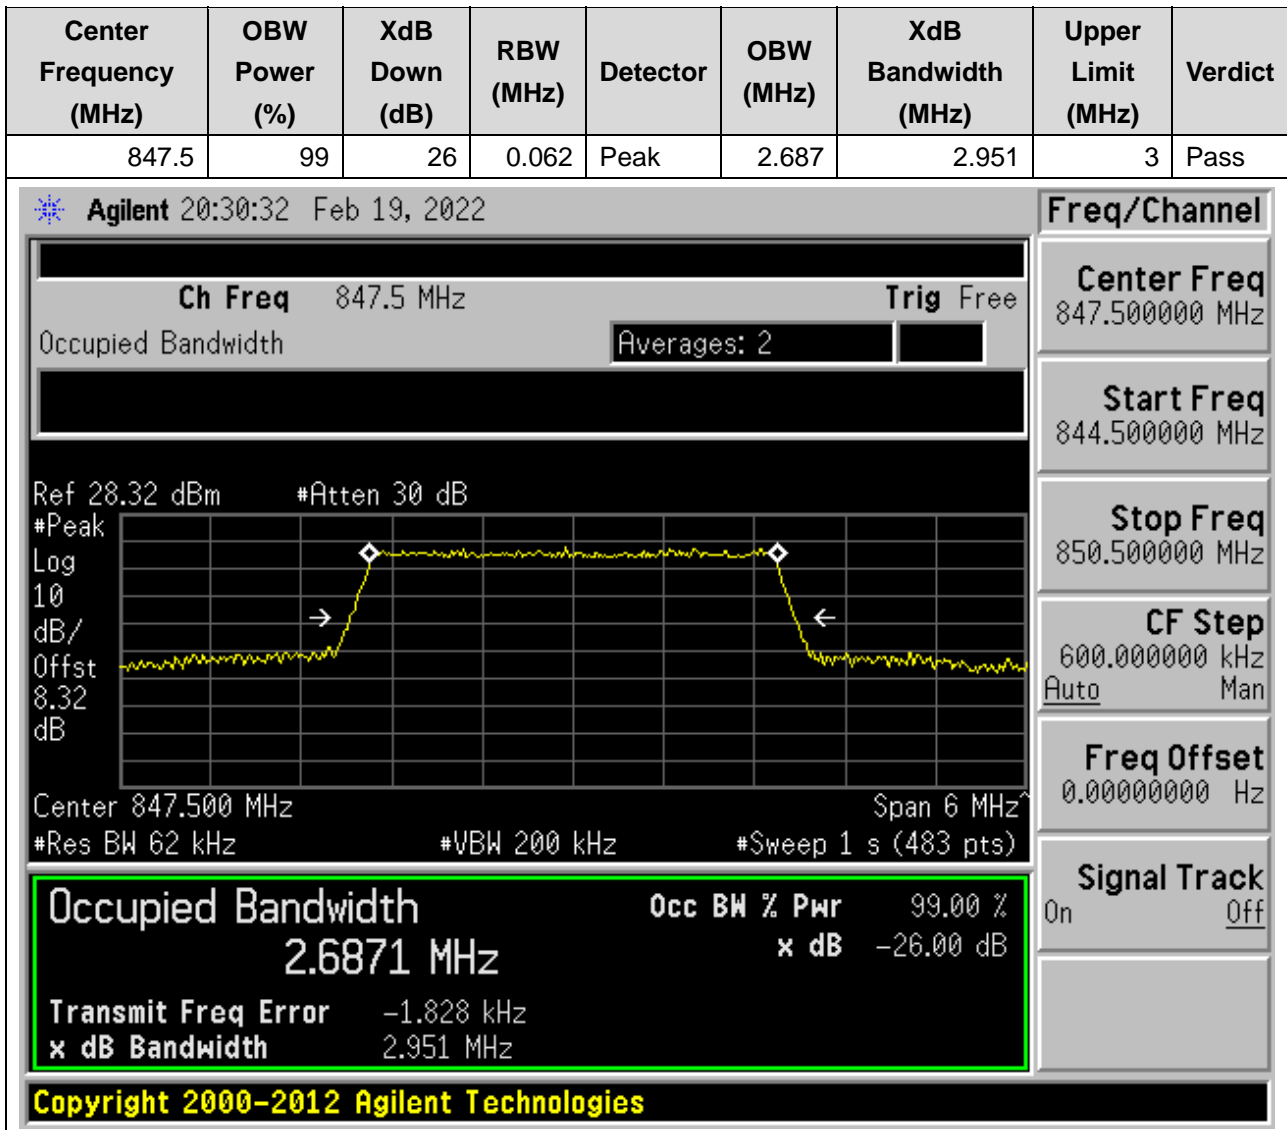 Center Frequency (MHz) OBW Power (%) XdB Down (dB) RBW (MHz) Detector OBW (MHz) XdB Bandwidth (MHz) Upper Limit (MHz) Verdict
847.5 99 26 0.062 Peak 2.687 2.951 3 Pass
Agilent 20:30:32 Feb 19, 2022
Freq/Channel
Ch Freq 847.5 MHz Trig Free
Occupied Bandwidth Averages: 2
Ref 28.32 dBm #Atten 30 dB
#Peak
Log
10
dB/
Offst
8.32
dB
Center 847.500 MHz Span 6 MHz^
#Res BW 62 kHz #VBW 200 kHz #Sweep 1 s (483 pts)
Occupied Bandwidth Occ BW % Pwr 99.00 %
2.6871 MHz x dB -26.00 dB
Transmit Freq Error -1.828 kHz
x dB Bandwidth 2.951 MHz
Center Freq
847.500000 MHz
Start Freq
844.500000 MHz
Stop Freq
850.500000 MHz
CF Step
600.000000 kHz
Auto Man
Freq Offset
0.00000000 Hz
Signal Track
On Off
Copyright 2000-2012 Agilent Technologies